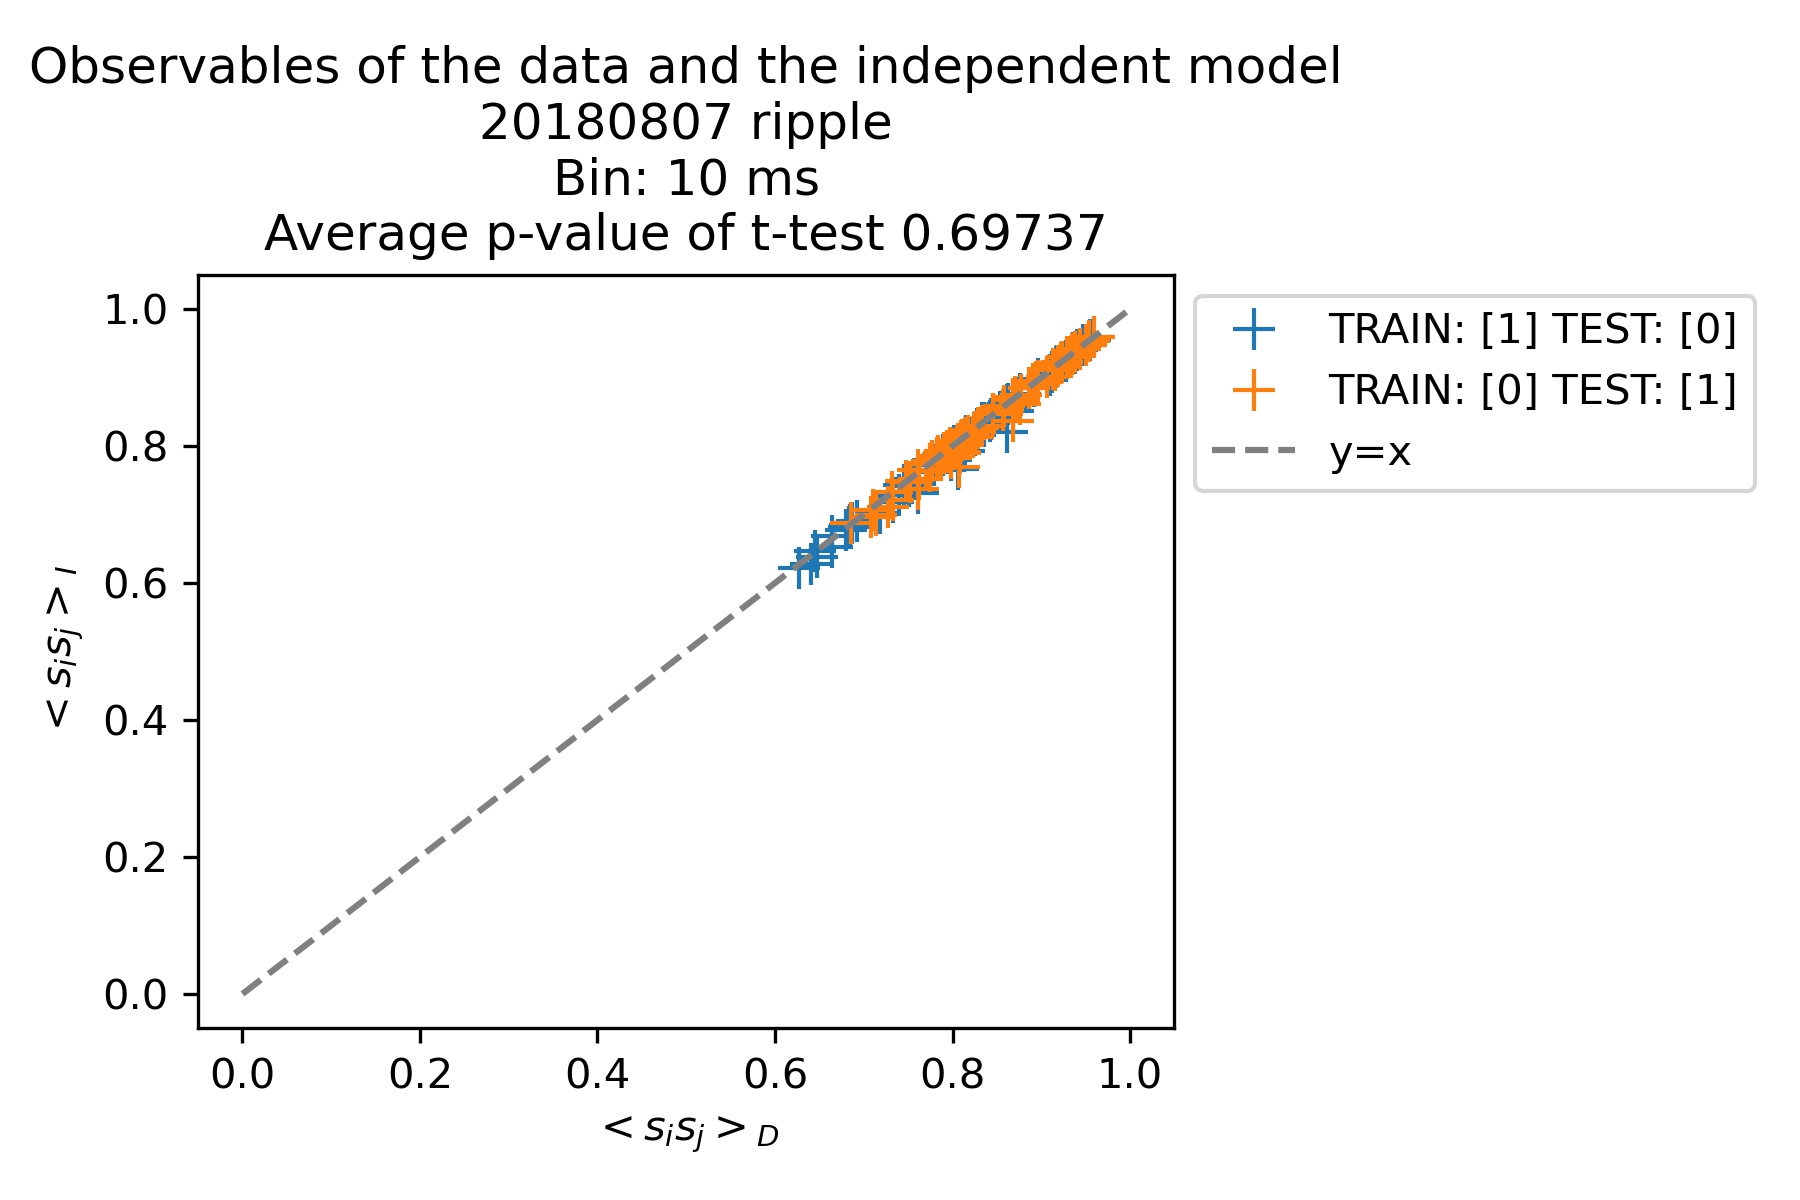 Observables of the data and the independent model
20180807 ripple
Bin: 10 ms
Average p-value of t-test 0.69737
TRAIN: [1] TEST: [0]
TRAIN: [0] TEST: [1]
y=x
1.0
0.8
0.6
0.4
0.2
0.0
< s_i s_j >_I
0.0 0.2 0.4 0.6 0.8 1.0
< s_i s_j >_D